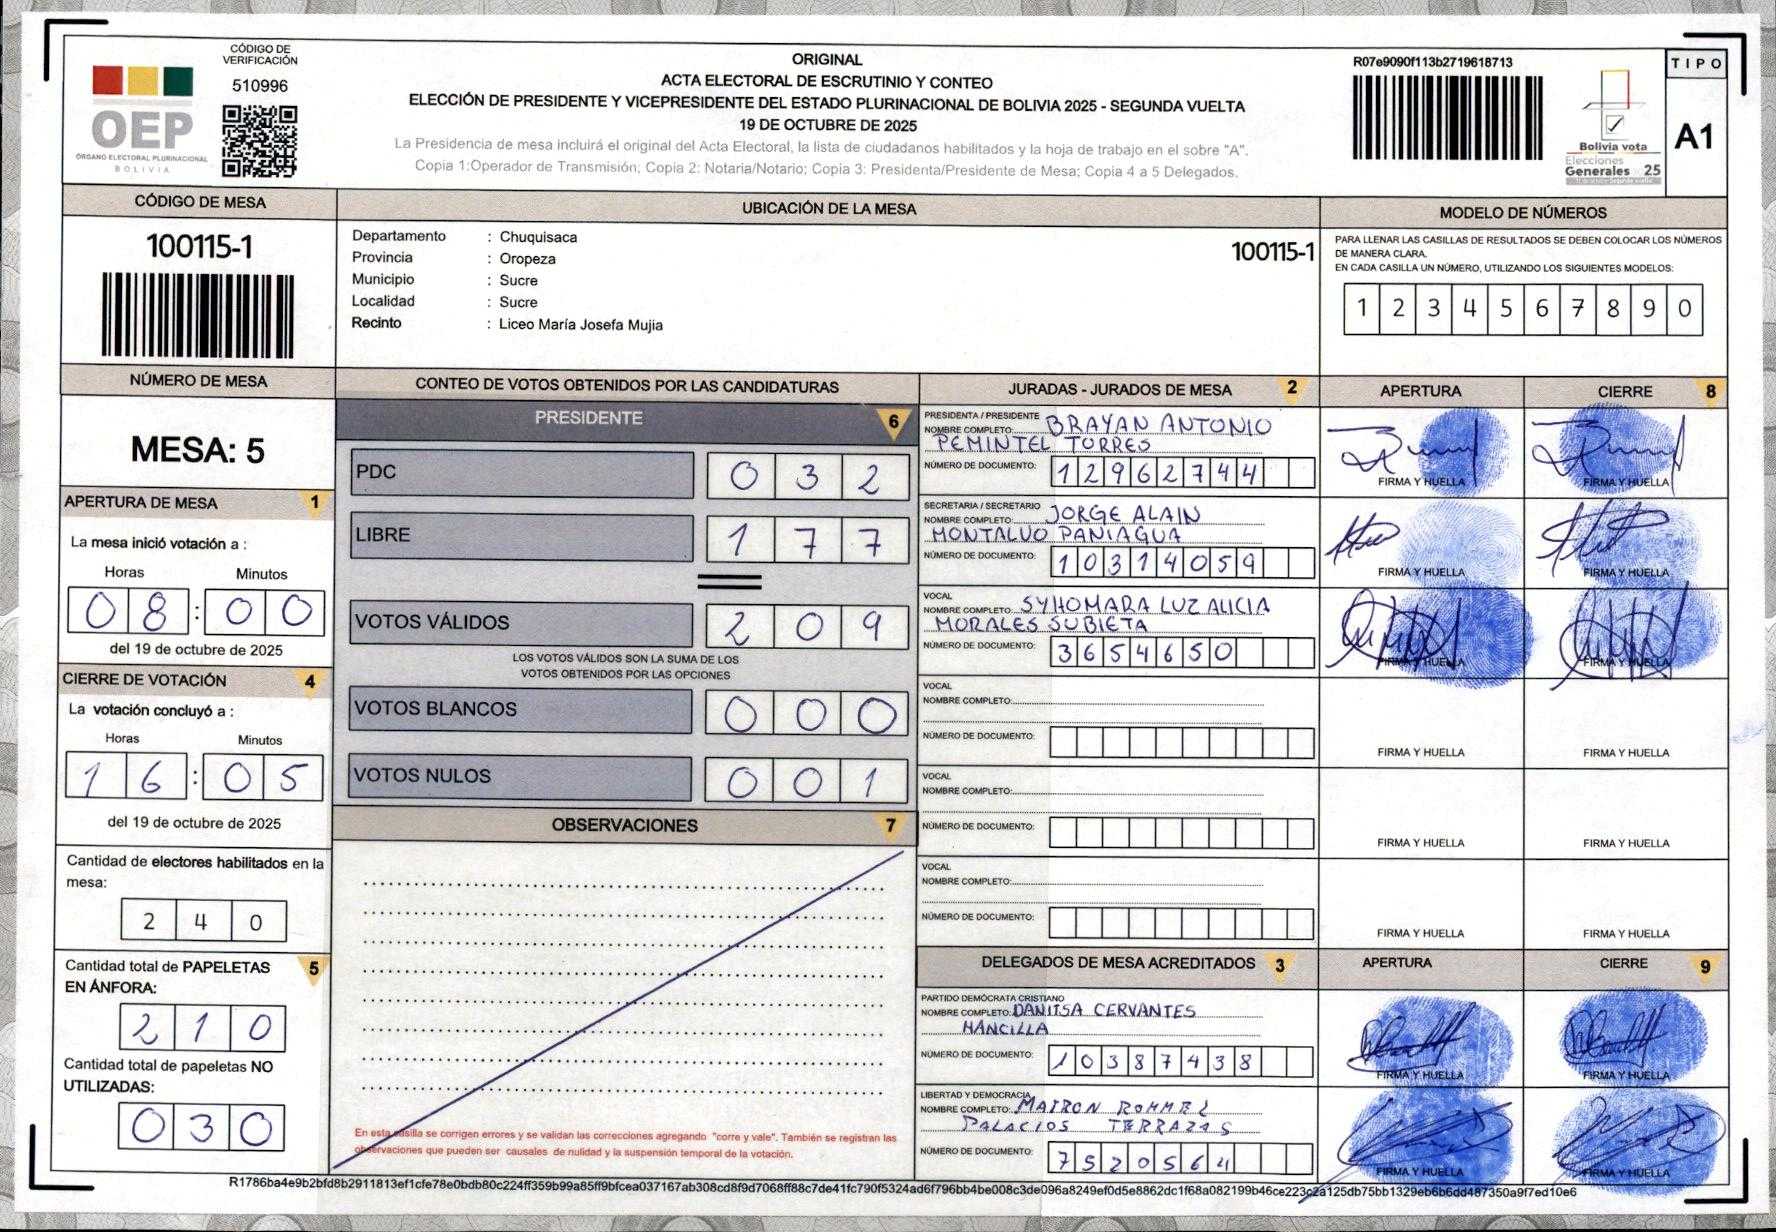 CÓDIGO DE VERIFICACIÓN
510996
OEP
ÓRGANO ELECTORAL PLURINACIONAL
BOLIVIA
ORIGINAL
ACTA ELECTORAL DE ESCRUTINIO Y CONTEO
ELECCIÓN DE PRESIDENTE Y VICEPRESIDENTE DEL ESTADO PLURINACIONAL DE BOLIVIA 2025 - SEGUNDA VUELTA
19 DE OCTUBRE DE 2025
La Presidencia de mesa incluirá el original del Acta Electoral, la lista de ciudadanos habilitados y la hoja de trabajo en el sobre "A".
Copia 1:Operador de Transmisión; Copia 2: Notaria/Notario; Copia 3: Presidenta/Presidente de Mesa; Copia 4 a 5 Delegados.
R07e9090f113b2719618713
Bolivia vota
Elecciones
Generales 25
TIPO
A1
CÓDIGO DE MESA
100115-1
UBICACIÓN DE LA MESA
Departamento : Chuquisaca
Provincia : Oropeza
Municipio : Sucre
Localidad : Sucre
Recinto : Liceo María Josefa Mujia
100115-1
MODELO DE NÚMEROS
PARA LLENAR LAS CASILLAS DE RESULTADOS SE DEBEN COLOCAR LOS NÚMEROS
DE MANERA CLARA.
EN CADA CASILLA UN NÚMERO, UTILIZANDO LOS SIGUIENTES MODELOS:
1 2 3 4 5 6 7 8 9 0
NÚMERO DE MESA
MESA: 5
APERTURA DE MESA 1
La mesa inició votación a :
Horas Minutos
08:00
del 19 de octubre de 2025
CIERRE DE VOTACIÓN 4
La votación concluyó a :
Horas Minutos
16:05
del 19 de octubre de 2025
Cantidad de electores habilitados en la
mesa:
240
Cantidad total de PAPELETAS 5
EN ÁNFORA:
210
Cantidad total de papeletas NO
UTILIZADAS:
030
CONTEO DE VOTOS OBTENIDOS POR LAS CANDIDATURAS
PRESIDENTE 6
PDC 032
LIBRE 177
VOTOS VÁLIDOS 209
LOS VOTOS VÁLIDOS SON LA SUMA DE LOS
VOTOS OBTENIDOS POR LAS OPCIONES
VOTOS BLANCOS 000
VOTOS NULOS 001
OBSERVACIONES 7
En esta casilla se corrigen errores y se validan las correcciones agregando "corre y vale". También se registran las
observaciones que pueden ser causales de nulidad y la suspensión temporal de la votación.
JURADAS - JURADOS DE MESA 2
APERTURA
CIERRE 8
PRESIDENTA / PRESIDENTE
NOMBRE COMPLETO: BRAYAN ANTONIO
PEMINTEL TORRES
NÚMERO DE DOCUMENTO: 12962744
FIRMA Y HUELLA
FIRMA Y HUELLA
SECRETARIA / SECRETARIO
NOMBRE COMPLETO: JORGE ALAIN
MONTALVO PANIAGUA
NÚMERO DE DOCUMENTO: 10314059
FIRMA Y HUELLA
FIRMA Y HUELLA
VOCAL
NOMBRE COMPLETO: SYHOMARA LUZ ALICIA
MORALES SUBIETA
NÚMERO DE DOCUMENTO: 3654650
FIRMA Y HUELLA
FIRMA Y HUELLA
VOCAL
NOMBRE COMPLETO:
NÚMERO DE DOCUMENTO:
FIRMA Y HUELLA
FIRMA Y HUELLA
VOCAL
NOMBRE COMPLETO:
NÚMERO DE DOCUMENTO:
FIRMA Y HUELLA
FIRMA Y HUELLA
VOCAL
NOMBRE COMPLETO:
NÚMERO DE DOCUMENTO:
FIRMA Y HUELLA
FIRMA Y HUELLA
DELEGADOS DE MESA ACREDITADOS 3
APERTURA
CIERRE 9
PARTIDO DEMÓCRATA CRISTIANO
NOMBRE COMPLETO: DANITSA CERVANTES
MANCILLA
NÚMERO DE DOCUMENTO: 10387438
FIRMA Y HUELLA
FIRMA Y HUELLA
LIBERTAD Y DEMOCRACIA
NOMBRE COMPLETO: MAIRON ROMMEL
PALACIOS TERRAZAS
NÚMERO DE DOCUMENTO: 7520564
FIRMA Y HUELLA
FIRMA Y HUELLA